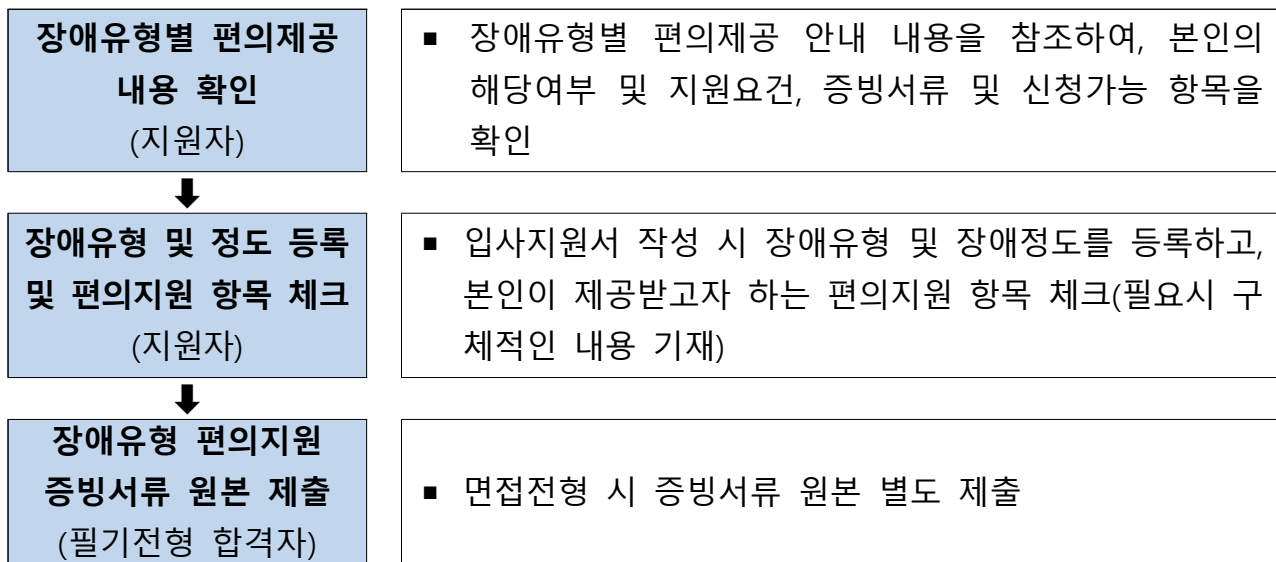 장애유형별 편의제공
내용 확인
(지원자)
■ 장애유형별 편의제공 안내 내용을 참조하여, 본인의
해당여부 및 지원요건, 증빙서류 및 신청가능 항목을
확인
장애유형 및 정도 등록
및 편의지원 항목 체크
(지원자)
■ 입사지원서 작성 시 장애유형 및 장애정도를 등록하고,
본인이 제공받고자 하는 편의지원 항목 체크(필요시 구
체적인 내용 기재)
장애유형 편의지원
증빙서류 원본 제출
(필기전형 합격자)
■ 면접전형 시 증빙서류 원본 별도 제출